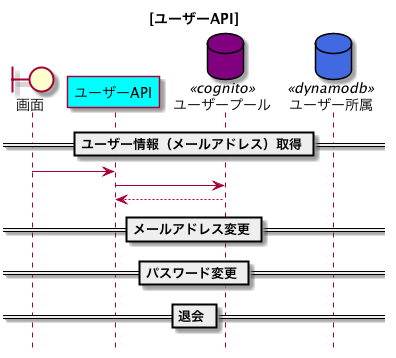 [ユーザーAPI]
画面
ユーザーAPI
«cognito»
ユーザープール
«dynamodb»
ユーザー所属
ユーザー情報（メールアドレス）取得
メールアドレス変更
パスワード変更
退会